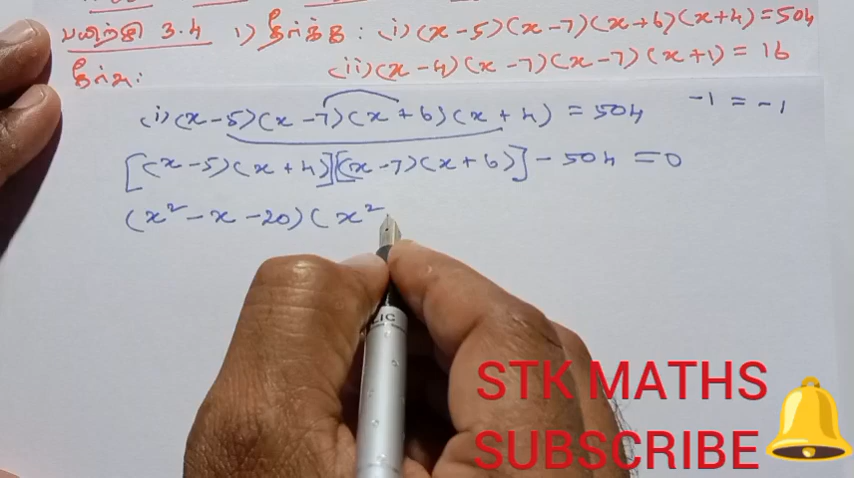 பயிற்சி 3.4 1) தீர்க்க : (i) (x-5)(x-7)(x+6)(x+4)=504
(ii) (x-4)(x-7)(x-7)(x+1) = 16
தீர்வு:
(i) (x-5)(x-7)(x+6)(x+4) = 504 -1 = -1
[(x-5)(x+4)][(x-7)(x+6)] - 504 = 0
(x²-x-20)(x²
STK MATHS
SUBSCRIBE
LIC